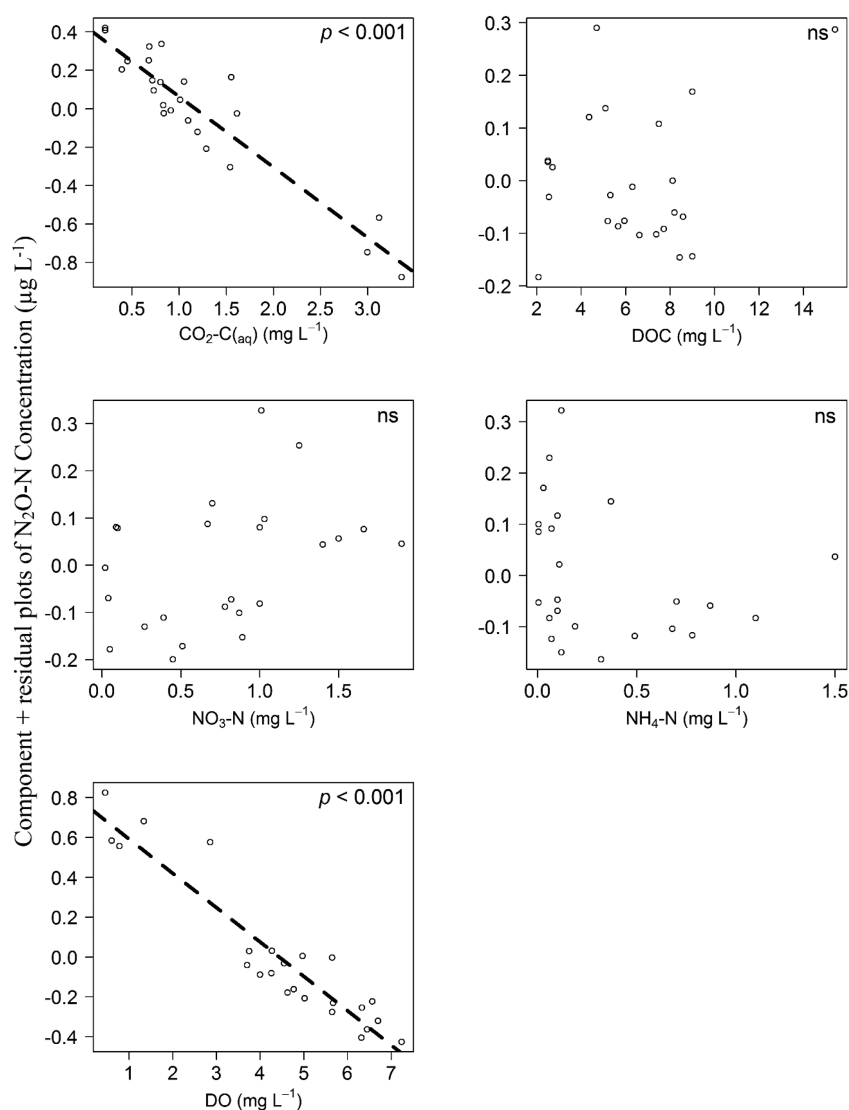 Component + residual plots of N₂O-N Concentration (µg L⁻¹)
p < 0.001
0.4
0.2
0.0
-0.2
-0.4
-0.6
-0.8
0.5 1.0 1.5 2.0 2.5 3.0
CO₂-C(aq) (mg L⁻¹)
ns
0.3
0.2
0.1
0.0
-0.1
-0.2
2 4 6 8 10 12 14
DOC (mg L⁻¹)
ns
0.3
0.2
0.1
0.0
-0.1
-0.2
0.0 0.5 1.0 1.5
NO₃-N (mg L⁻¹)
ns
0.3
0.2
0.1
0.0
-0.1
0.0 0.5 1.0 1.5
NH₄-N (mg L⁻¹)
p < 0.001
0.8
0.6
0.4
0.2
0.0
-0.2
-0.4
1 2 3 4 5 6 7
DO (mg L⁻¹)